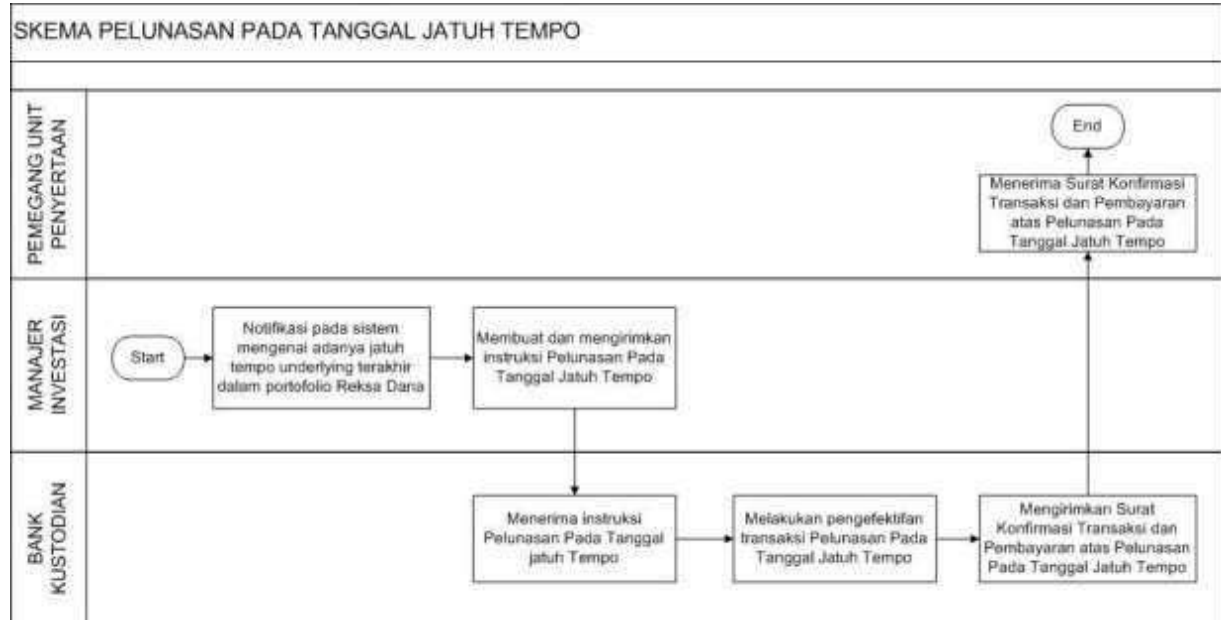 SKEMA PELUNASAN PADA TANGGAL JATUH TEMPO
PEMEGANG UNIT
PENYERTAAN
End
Menerima Surat Konfirmasi
Transaksi dan Pembayaran
atas Pelunasan Pada
Tanggal Jatuh Tempo
MANAJER
INVESTASI
Start
Notifikasi pada sistem
mengenai adanya jatuh
tempo underlying terakhir
dalam portofolio Reksa Dana
Membuat dan mengirimkan
instruksi Pelunasan Pada
Tanggal Jatuh Tempo
BANK
KUSTODIAN
Menerima instruksi
Pelunasan Pada Tanggal
jatuh Tempo
Melakukan pengefektifan
transaksi Pelunasan Pada
Tanggal Jatuh Tempo
Mengirimkan Surat
Konfirmasi Transaksi dan
Pembayaran atas Pelunasan
Pada Tanggal Jatuh Tempo